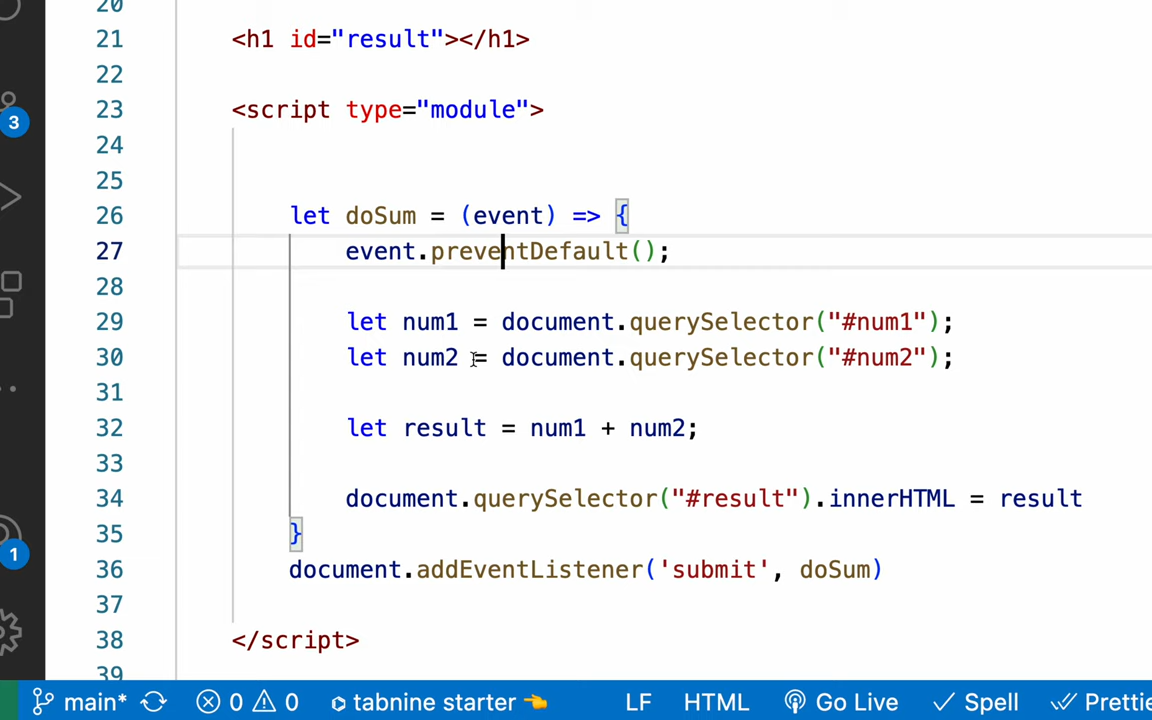 20
21 <h1 id="result"></h1>
22
23 <script type="module">
24
25
26 let doSum = (event) => {
27 event.preventDefault();
28
29 let num1 = document.querySelector("#num1");
30 let num2 = document.querySelector("#num2");
31
32 let result = num1 + num2;
33
34 document.querySelector("#result").innerHTML = result
35 }
36 document.addEventListener('submit', doSum)
37
38 </script>
39
3
1
main* 0 0 tabnine starter LF HTML Go Live Spell Prettie